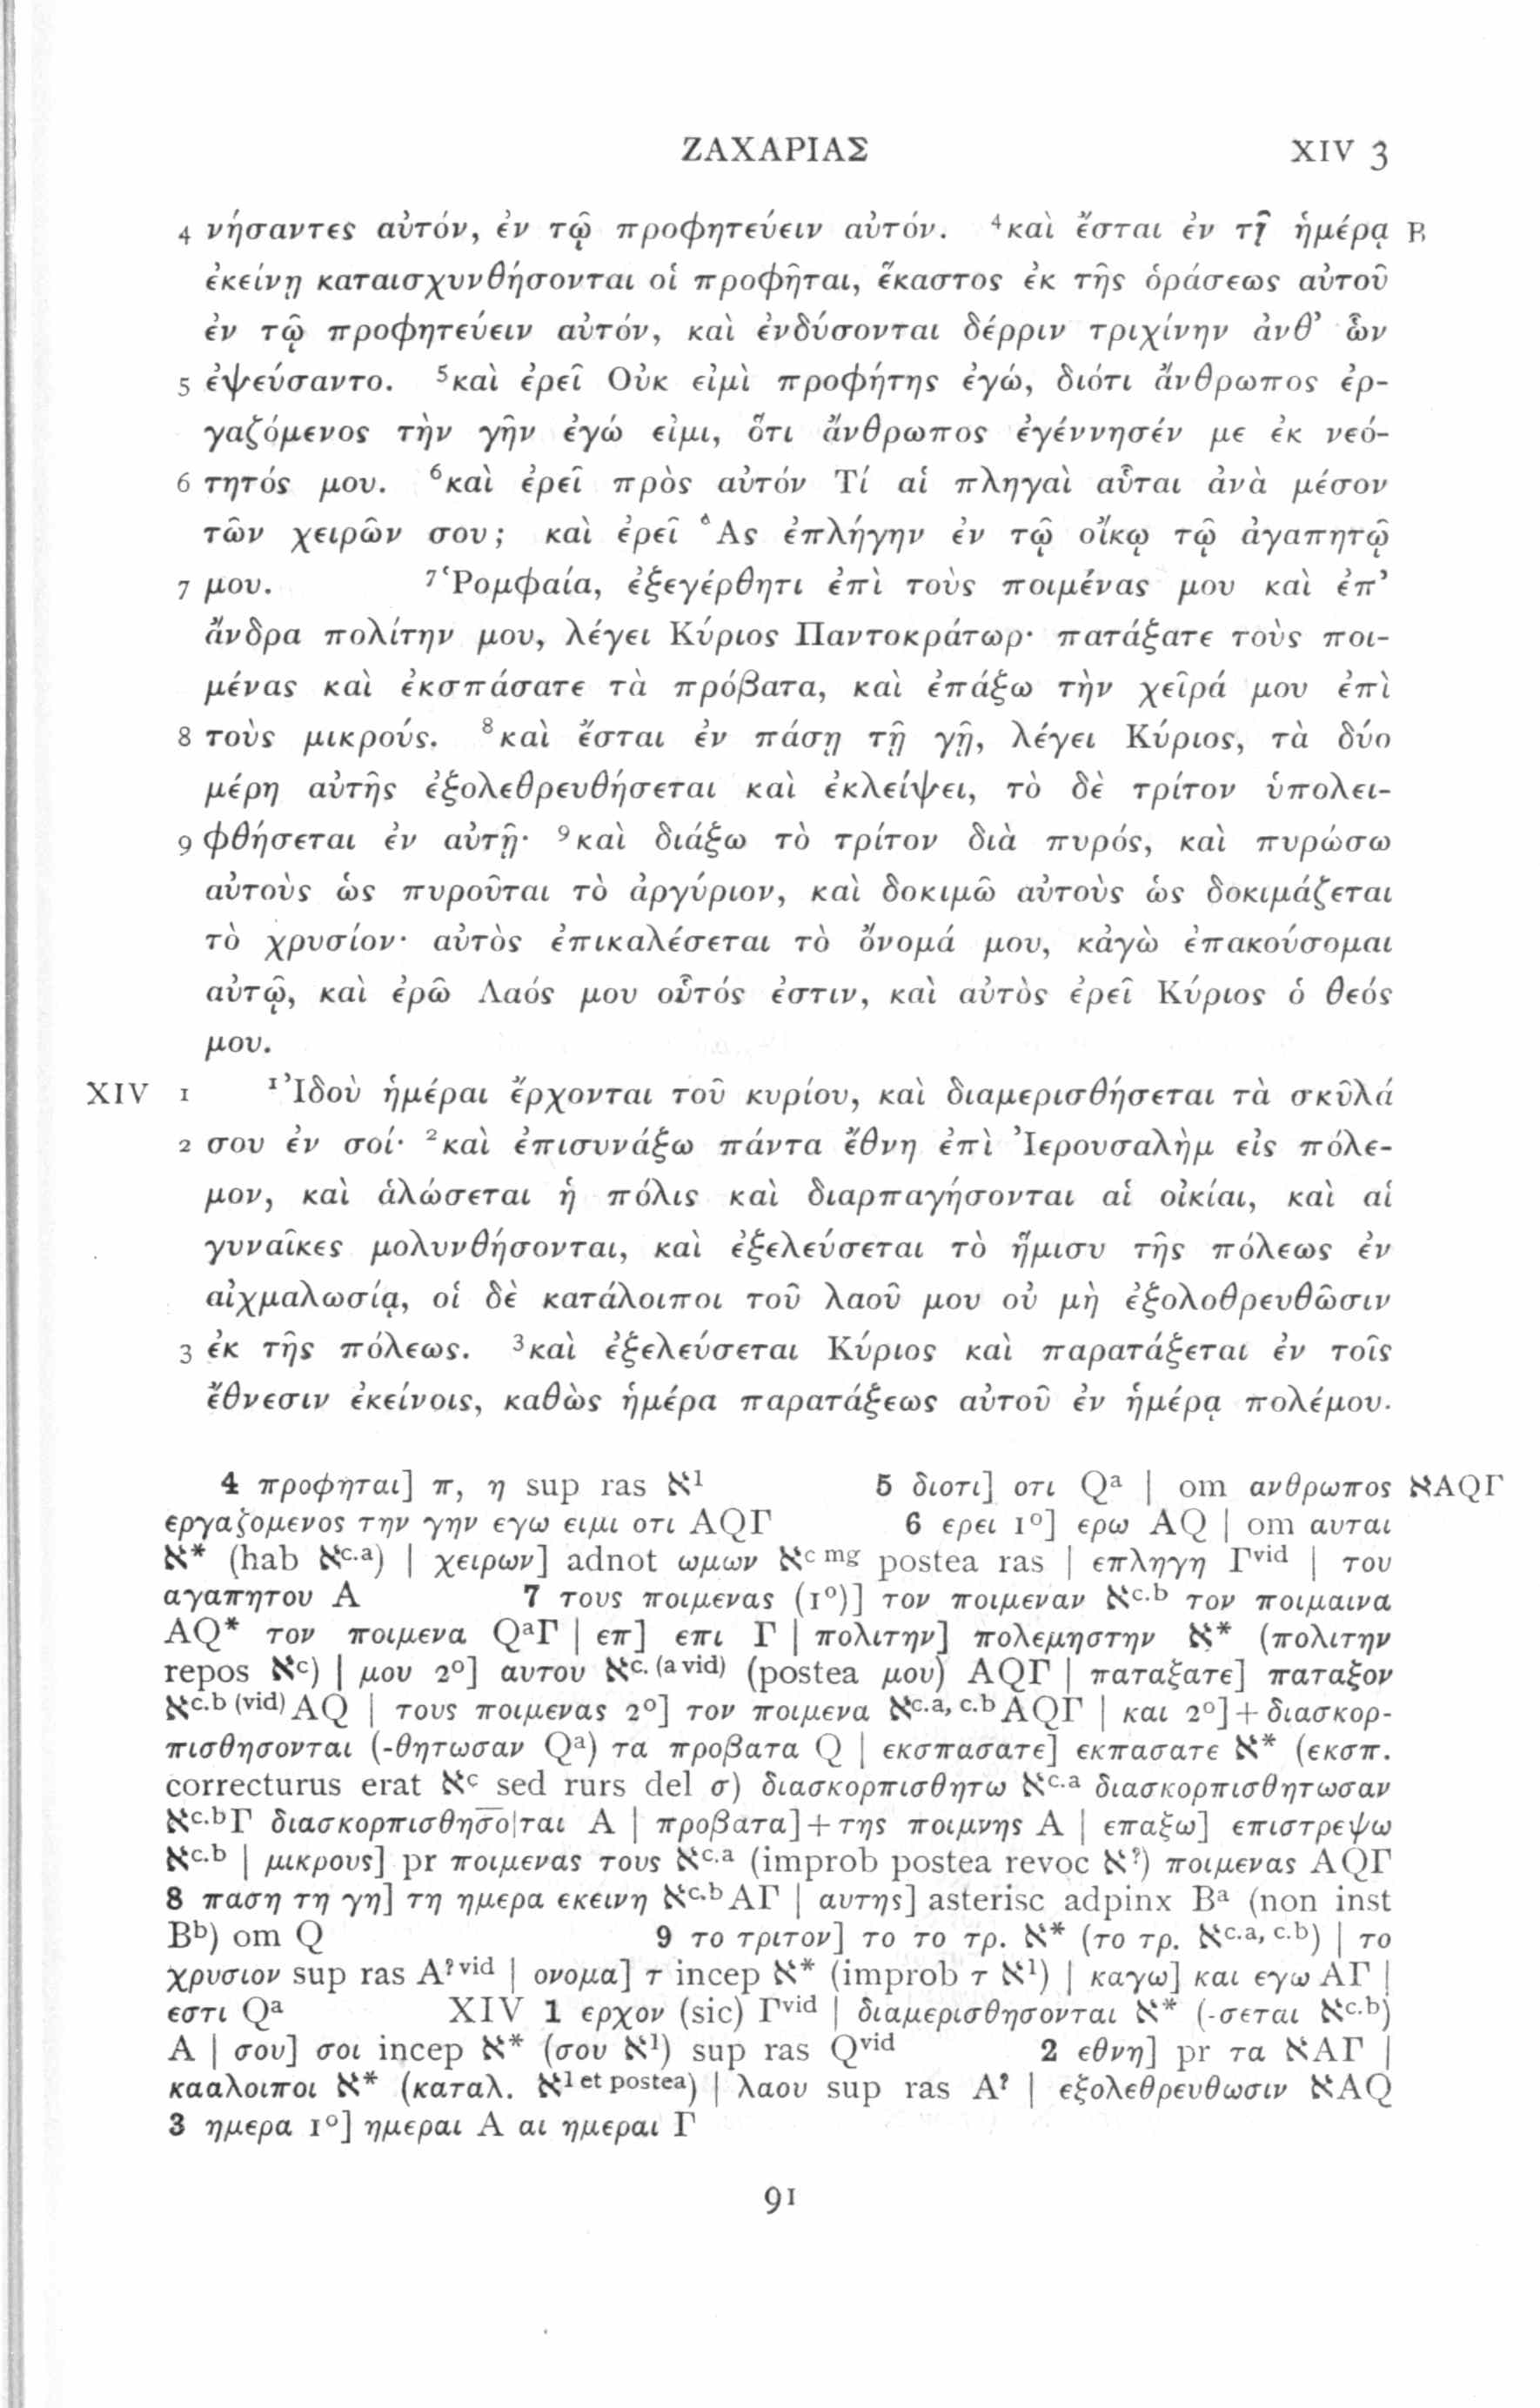 ΖΑΧΑΡΙΑΣ XIV 3
4 νήσαντες αὐτόν, ἐν τῷ προφητεύειν αὐτόν. ⁴καὶ ἔσται ἐν τῇ ἡμέρᾳ B
ἐκείνῃ καταισχυνθήσονται οἱ προφῆται, ἕκαστος ἐκ τῆς ὁράσεως αὐτοῦ
ἐν τῷ προφητεύειν αὐτόν, καὶ ἐνδύσονται δέρριν τριχίνην ἀνθ’ ὧν
5 ἐψεύσαντο. ⁵καὶ ἐρεῖ Οὐκ εἰμὶ προφήτης ἐγώ, διότι ἄνθρωπος ἐρ-
γαζόμενος τὴν γῆν ἐγώ εἰμι, ὅτι ἄνθρωπος ἐγέννησέν με ἐκ νεό-
6 τητός μου. ⁶καὶ ἐρεῖ πρὸς αὐτόν Τί αἱ πληγαὶ αὗται ἀνὰ μέσον
τῶν χειρῶν σου; καὶ ἐρεῖ Ἃς ἐπλήγην ἐν τῷ οἴκῳ τῷ ἀγαπητῷ
7 μου. ⁷Ῥομφαία, ἐξεγέρθητι ἐπὶ τοὺς ποιμένας μου καὶ ἐπ’
ἄνδρα πολίτην μου, λέγει Κύριος Παντοκράτωρ· πατάξατε τοὺς ποι-
μένας καὶ ἐκσπάσατε τὰ πρόβατα, καὶ ἐπάξω τὴν χεῖρά μου ἐπὶ
8 τοὺς μικρούς. ⁸καὶ ἔσται ἐν πάσῃ τῇ γῇ, λέγει Κύριος, τὰ δύο
μέρη αὐτῆς ἐξολεθρευθήσεται καὶ ἐκλείψει, τὸ δὲ τρίτον ὑπολει-
9 φθήσεται ἐν αὐτῇ· ⁹καὶ διάξω τὸ τρίτον διὰ πυρός, καὶ πυρώσω
αὐτοὺς ὡς πυροῦται τὸ ἀργύριον, καὶ δοκιμῶ αὐτοὺς ὡς δοκιμάζεται
τὸ χρυσίον· αὐτὸς ἐπικαλέσεται τὸ ὄνομά μου, κἀγὼ ἐπακούσομαι
αὐτῷ, καὶ ἐρῶ Λαός μου οὗτός ἐστιν, καὶ αὐτὸς ἐρεῖ Κύριος ὁ θεός
μου.
XIV 1 ¹Ἰδοὺ ἡμέραι ἔρχονται τοῦ κυρίου, καὶ διαμερισθήσεται τὰ σκῦλά
2 σου ἐν σοί· ²καὶ ἐπισυνάξω πάντα ἔθνη ἐπὶ Ἰερουσαλὴμ εἰς πόλε-
μον, καὶ ἁλώσεται ἡ πόλις καὶ διαρπαγήσονται αἱ οἰκίαι, καὶ αἱ
γυναῖκες μολυνθήσονται, καὶ ἐξελεύσεται τὸ ἥμισυ τῆς πόλεως ἐν
αἰχμαλωσίᾳ, οἱ δὲ κατάλοιποι τοῦ λαοῦ μου οὐ μὴ ἐξολοθρευθῶσιν
3 ἐκ τῆς πόλεως. ³καὶ ἐξελεύσεται Κύριος καὶ παρατάξεται ἐν τοῖς
ἔθνεσιν ἐκείνοις, καθὼς ἡμέρα παρατάξεως αὐτοῦ ἐν ἡμέρᾳ πολέμου.
4 προφηται] π, η sup ras ℵ¹ 5 διοτι] οτι Qᵃ | om ανθρωπος ℵAQΓ
εργαζομενος την γην εγω ειμι οτι AQΓ 6 ερει 1°] ερω AQ | om αυται
ℵ* (hab ℵᶜ·ᵃ) | χειρων] adnot ωμων ℵᶜ ᵐᵍ postea ras | επληγη Γᵛⁱᵈ | του
αγαπητου A 7 τους ποιμενας (1°)] τον ποιμεναν ℵᶜ·ᵇ τον ποιμαινα
AQ* τον ποιμενα QᵃΓ | επ] επι Γ | πολιτην] πολεμηστην ℵ* (πολιτην
repos ℵᶜ) | μου 2°] αυτου ℵᶜ· ⁽ᵃ ᵛⁱᵈ⁾ (postea μου) AQΓ | παταξατε] παταξον
ℵᶜ·ᵇ ⁽ᵛⁱᵈ⁾ AQ | τους ποιμενας 2°] τον ποιμενα ℵᶜ·ᵃ, ᶜ·ᵇ AQΓ | και 2°] + διασκορ-
πισθησονται (-θητωσαν Qᵃ) τα προβατα Q | εκσπασατε] εκπασατε ℵ* (εκσπ.
correcturus erat ℵᶜ sed rurs del σ) διασκορπισθητω ℵᶜ·ᵃ διασκορπισθητωσαν
ℵᶜ·ᵇΓ διασκορπισθησο̅|ται A | προβατα] + της ποιμνης A | επαξω] επιστρεψω
ℵᶜ·ᵇ | μικρους] pr ποιμενας τους ℵᶜ·ᵃ (improb postea revoc ℵ?) ποιμενας AQΓ
8 παση τη γη] τη ημερα εκεινη ℵᶜ·ᵇ AΓ | αυτης] asterisc adpinx Bᵃ (non inst
Bᵇ) om Q 9 το τριτον] το το τρ. ℵ* (το τρ. ℵᶜ·ᵃ, ᶜ·ᵇ) | το
χρυσιον sup ras A?ᵛⁱᵈ | ονομα] τ incep ℵ* (improb τ ℵ¹) | καγω] και εγω AΓ |
εστι Qᵃ XIV 1 ερχον (sic) Γᵛⁱᵈ | διαμερισθησονται ℵ* (-σεται ℵᶜ·ᵇ)
A | σου] σοι incep ℵ* (σου ℵ¹) sup ras Qᵛⁱᵈ 2 εθνη] pr τα ℵAΓ |
κααλοιποι ℵ* (καταλ. ℵ¹ ᵉᵗ ᵖᵒˢᵗᵉᵃ) | λαου sup ras A? | εξολεθρευθωσιν ℵAQ
3 ημερα 1°] ημεραι A αι ημεραι Γ
91